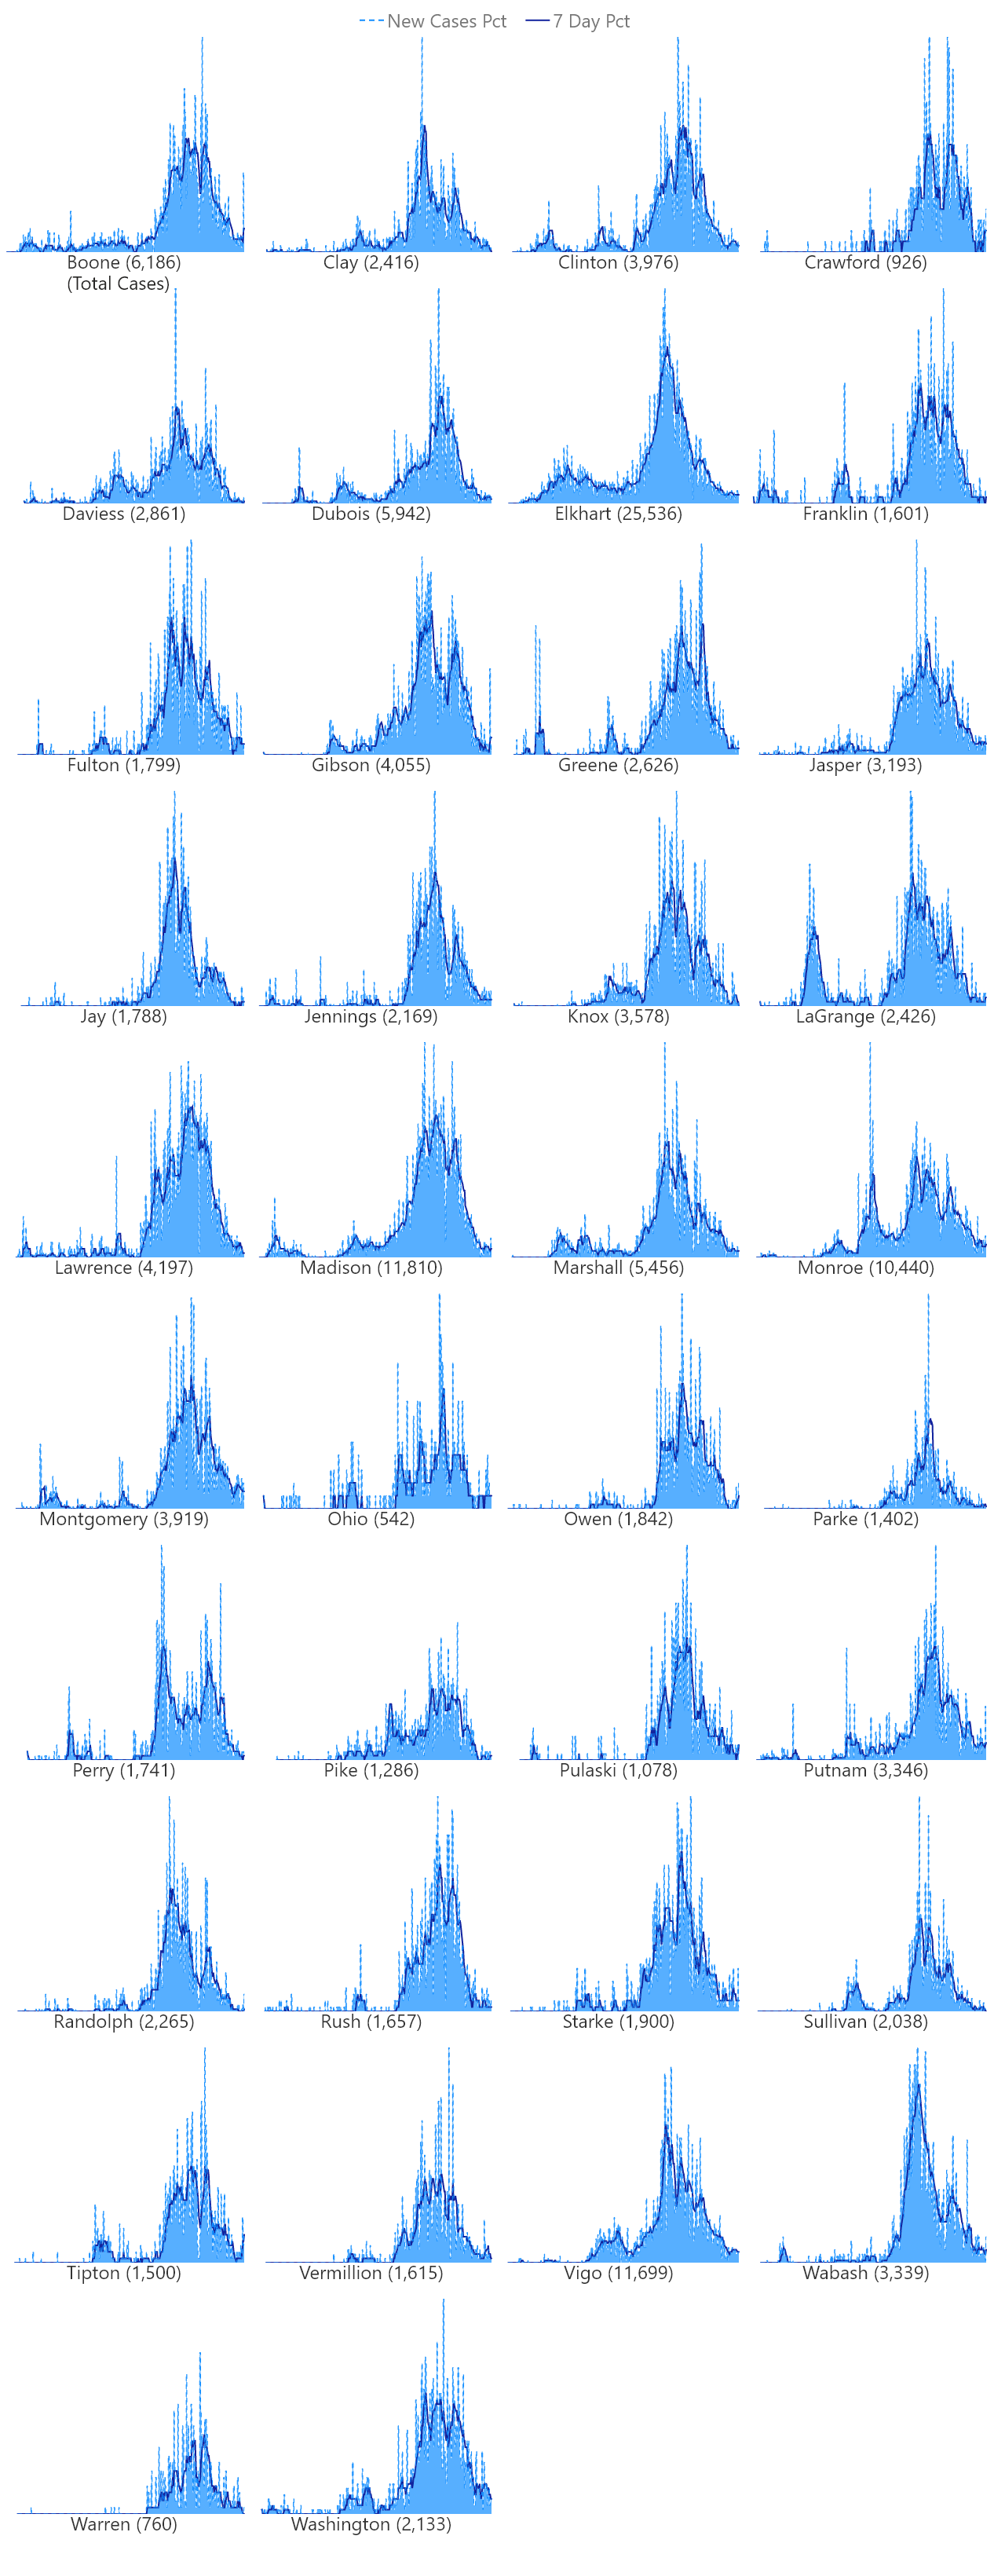 New Cases Pct 7 Day Pct
Boone (6,186) Clay (2,416) Clinton (3,976) Crawford (926)
(Total Cases)
Daviess (2,861) Dubois (5,942) Elkhart (25,536) Franklin (1,601)
Fulton (1,799) Gibson (4,055) Greene (2,626) Jasper (3,193)
Jay (1,788) Jennings (2,169) Knox (3,578) LaGrange (2,426)
Lawrence (4,197) Madison (11,810) Marshall (5,456) Monroe (10,440)
Montgomery (3,919) Ohio (542) Owen (1,842) Parke (1,402)
Perry (1,741) Pike (1,286) Pulaski (1,078) Putnam (3,346)
Randolph (2,265) Rush (1,657) Starke (1,900) Sullivan (2,038)
Tipton (1,500) Vermillion (1,615) Vigo (11,699) Wabash (3,339)
Warren (760) Washington (2,133)